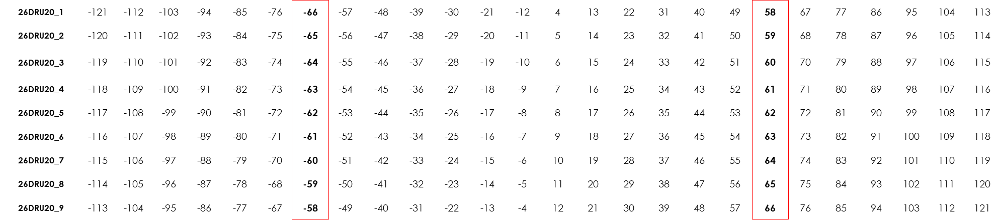 26DRU20_1 -121 -112 -103 -94 -85 -76 -66 -57 -48 -39 -30 -21 -12 4 13 22 31 40 49 58 67 77 86 95 104 113
26DRU20_2 -120 -111 -102 -93 -84 -75 -65 -56 -47 -38 -29 -20 -11 5 14 23 32 41 50 59 68 78 87 96 105 114
26DRU20_3 -119 -110 -101 -92 -83 -74 -64 -55 -46 -37 -28 -19 -10 6 15 24 33 42 51 60 70 79 88 97 106 115
26DRU20_4 -118 -109 -100 -91 -82 -73 -63 -54 -45 -36 -27 -18 -9 7 16 25 34 43 52 61 71 80 89 98 107 116
26DRU20_5 -117 -108 -99 -90 -81 -72 -62 -53 -44 -35 -26 -17 -8 8 17 26 35 44 53 62 72 81 90 99 108 117
26DRU20_6 -116 -107 -98 -89 -80 -71 -61 -52 -43 -34 -25 -16 -7 9 18 27 36 45 54 63 73 82 91 100 109 118
26DRU20_7 -115 -106 -97 -88 -79 -70 -60 -51 -42 -33 -24 -15 -6 10 19 28 37 46 55 64 74 83 92 101 110 119
26DRU20_8 -114 -105 -96 -87 -78 -68 -59 -50 -41 -32 -23 -14 -5 11 20 29 38 47 56 65 75 84 93 102 111 120
26DRU20_9 -113 -104 -95 -86 -77 -67 -58 -49 -40 -31 -22 -13 -4 12 21 30 39 48 57 66 76 85 94 103 112 121